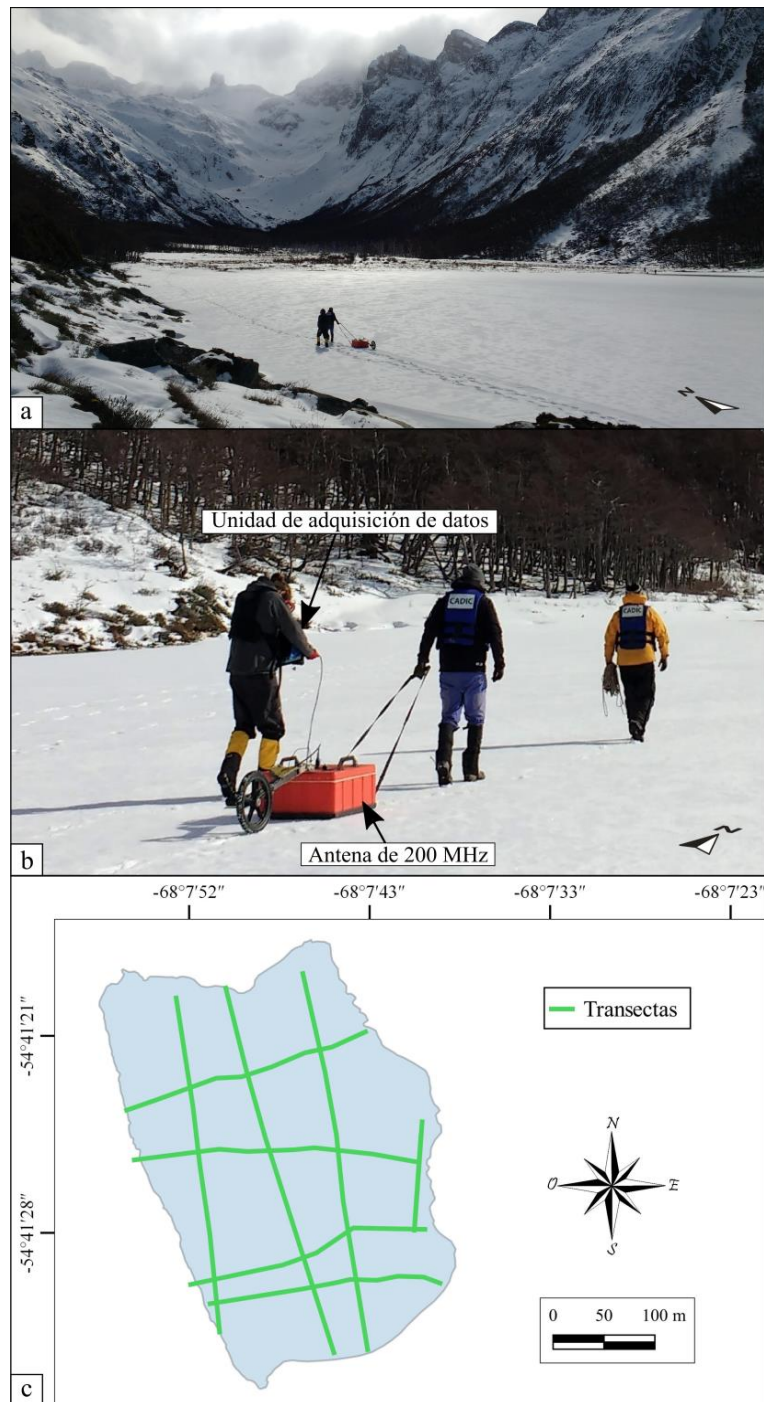 N
a
Unidad de adquisición de datos
CADIC
CADIC
Antena de 200 MHz
N
b
-68°7'52"
-68°7'43"
-68°7'33"
-68°7'23"
-54°41'21"
-54°41'28"
Transectas
N
O
E
S
0 50 100 m
c